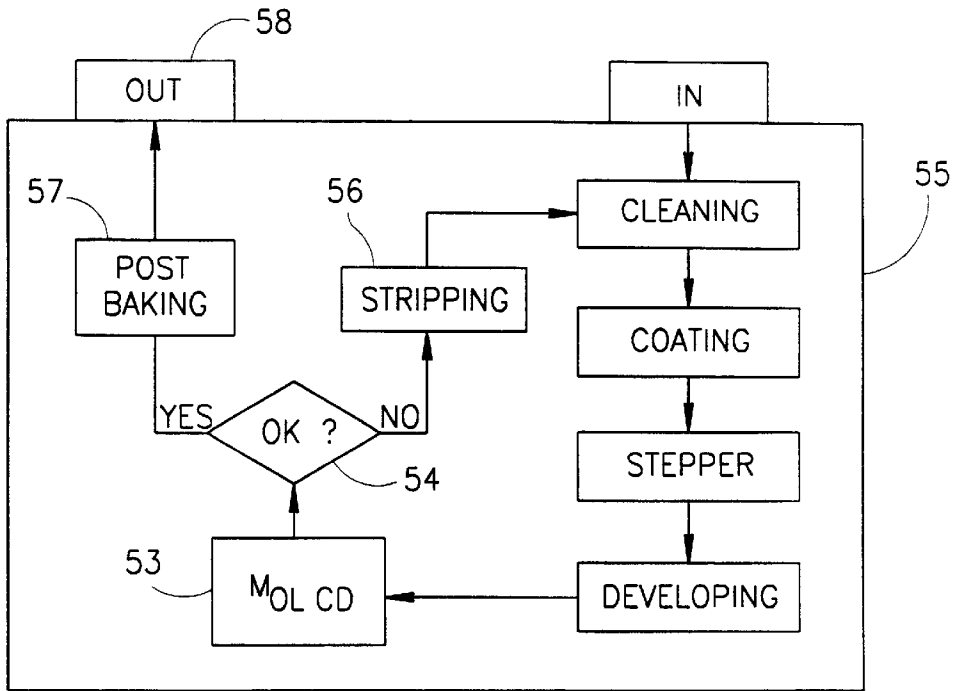 58
OUT
IN
57
56
55
CLEANING
POST
BAKING
STRIPPING
COATING
YES
OK ?
NO
54
STEPPER
53
MOL CD
DEVELOPING